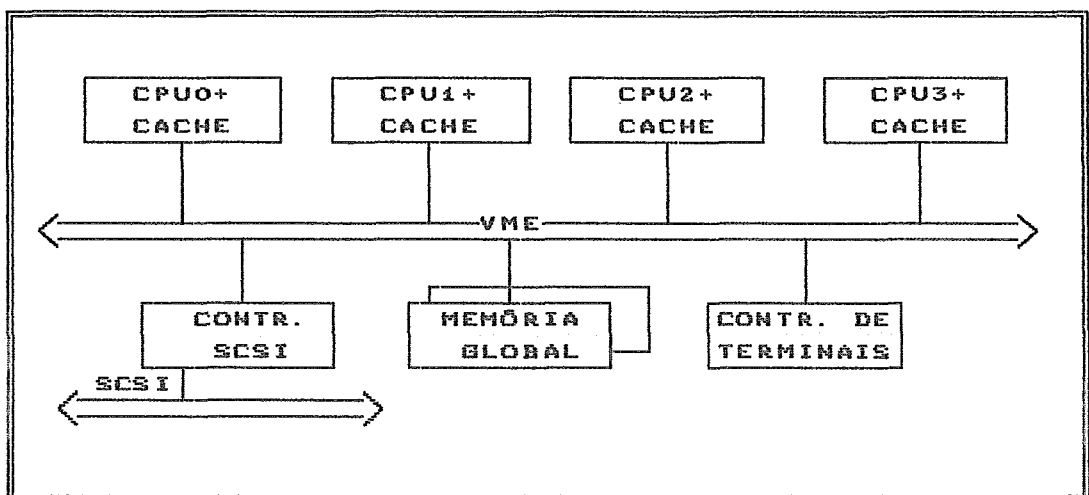 CPU0+
CACHE
CPU1+
CACHE
CPU2+
CACHE
CPU3+
CACHE
VME
CONTR.
SCSI
MEMÓRIA
GLOBAL
CONTR. DE
TERMINAIS
SCSI